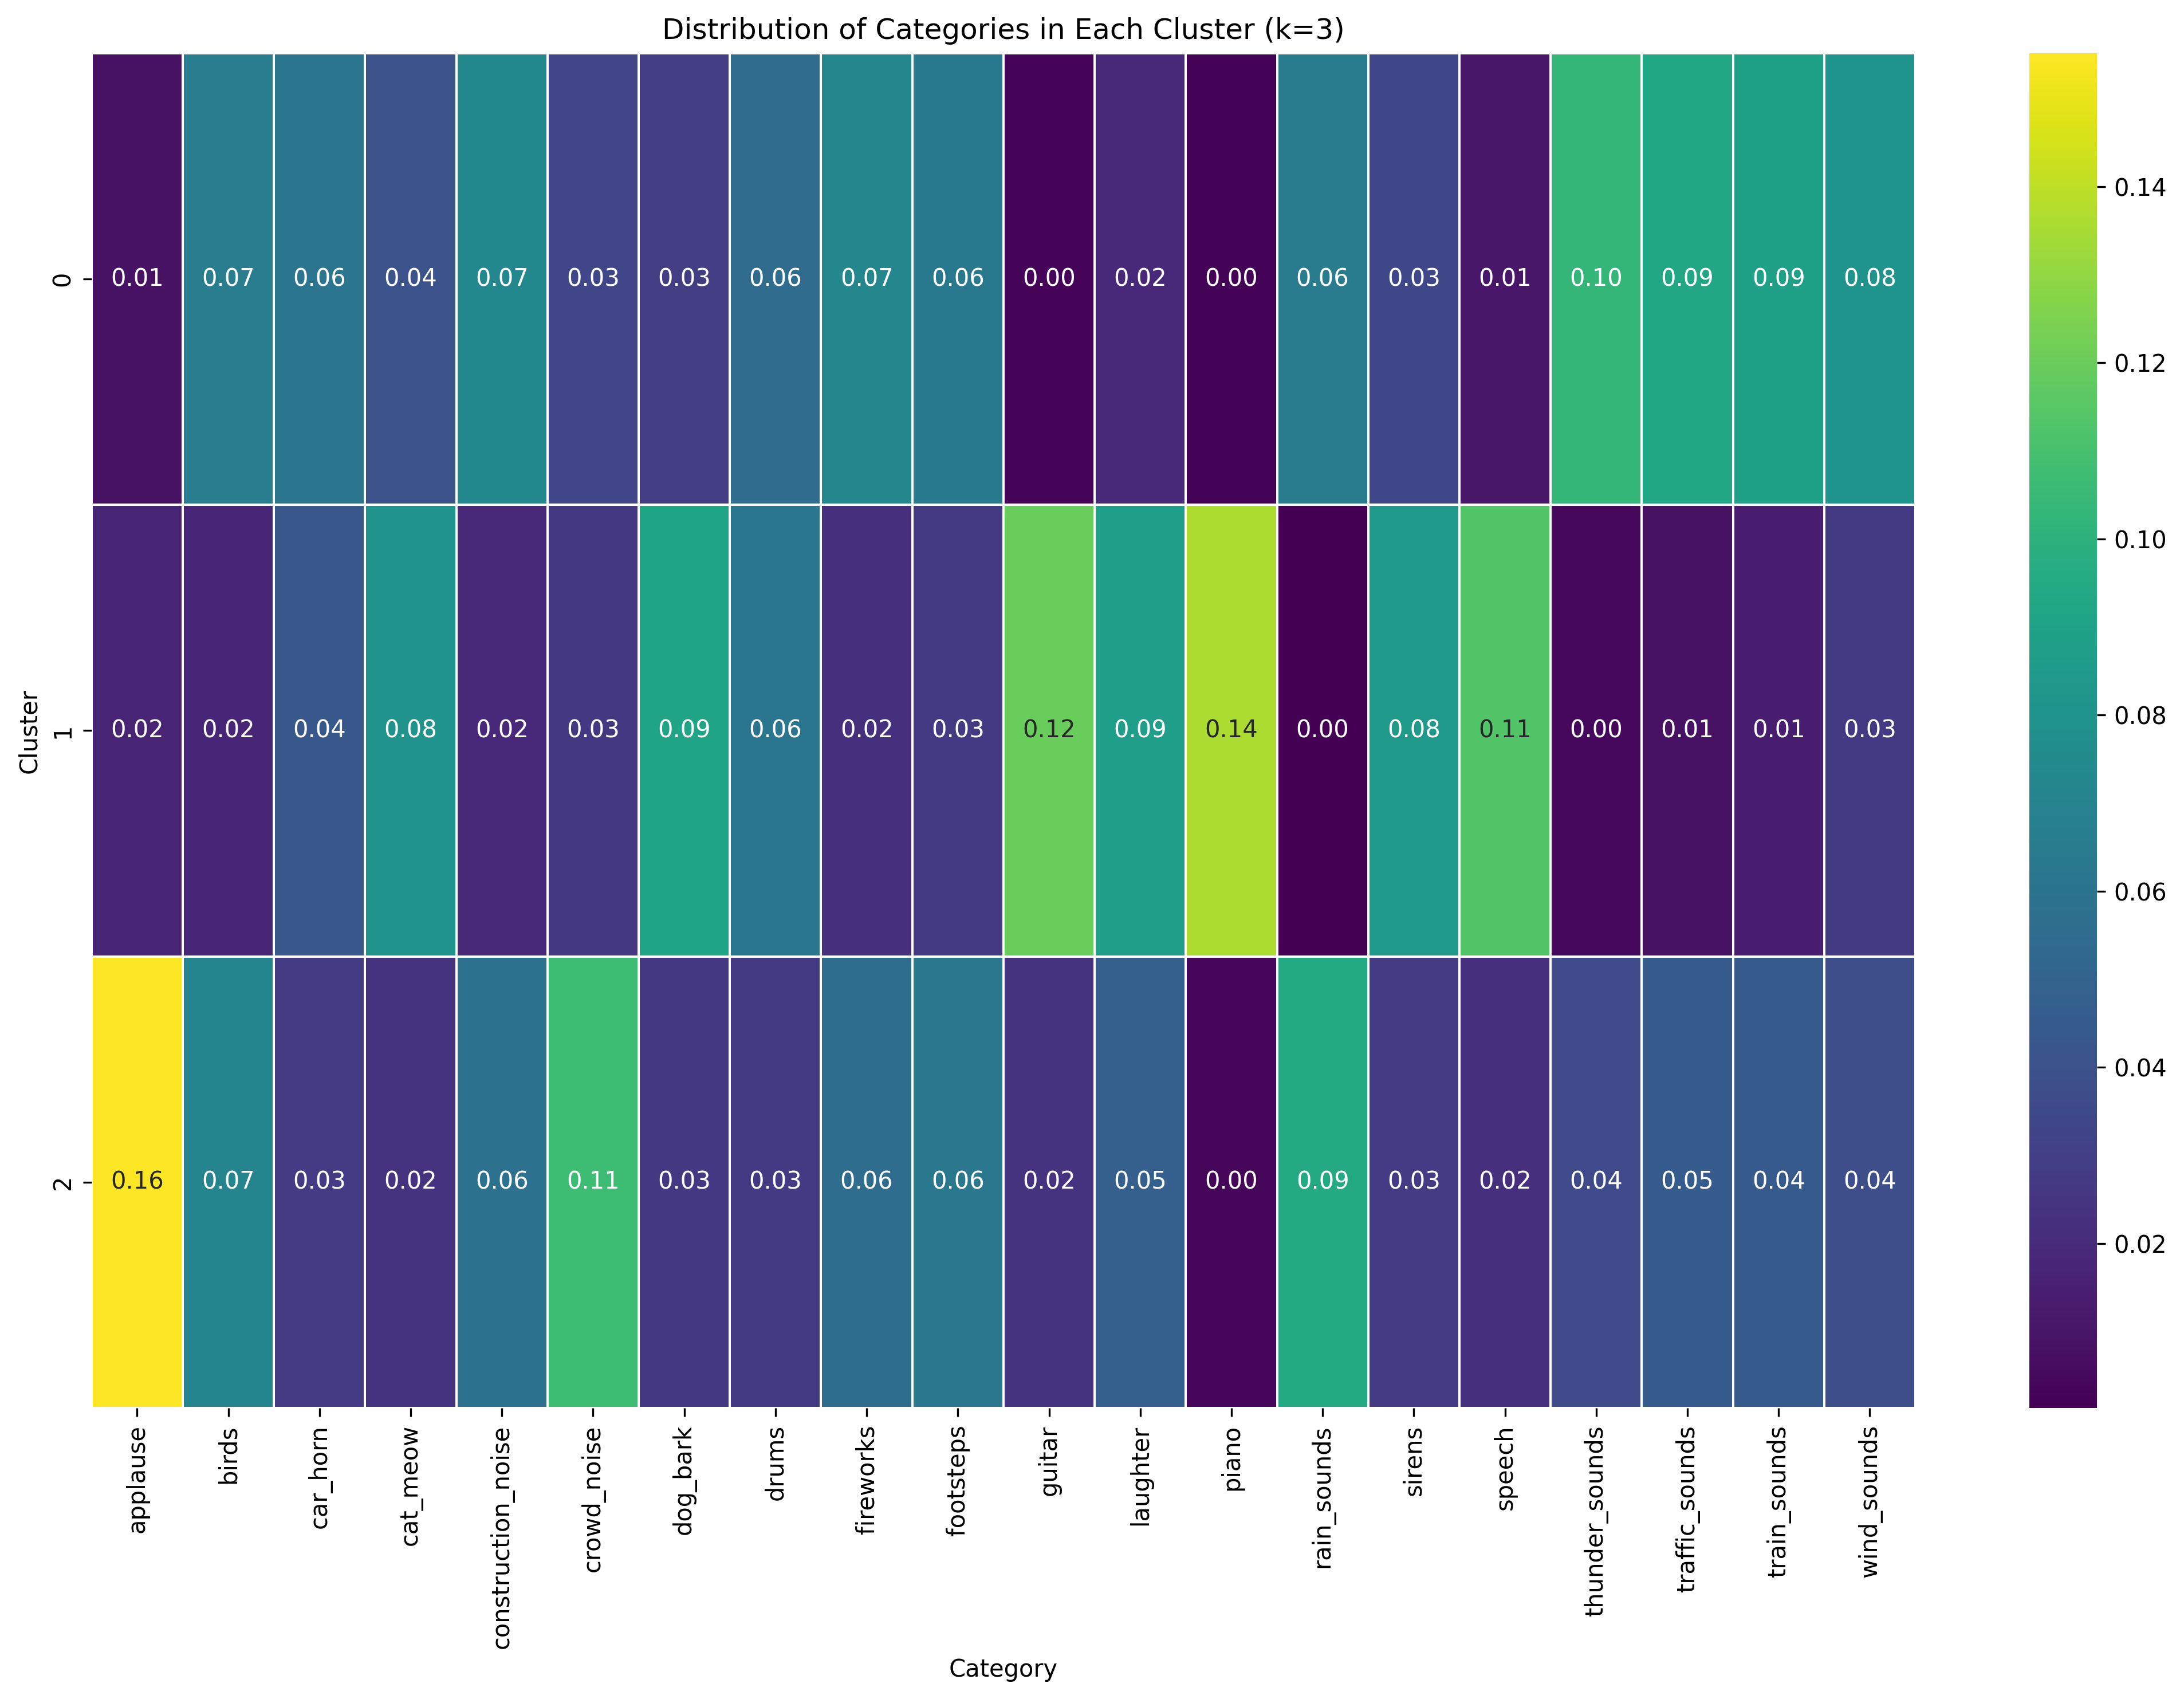 Distribution of Categories in Each Cluster (k=3)
0 0.01 0.07 0.06 0.04 0.07 0.03 0.03 0.06 0.07 0.06 0.00 0.02 0.00 0.06 0.03 0.01 0.10 0.09 0.09 0.08
1 0.02 0.02 0.04 0.08 0.02 0.03 0.09 0.06 0.02 0.03 0.12 0.09 0.14 0.00 0.08 0.11 0.00 0.01 0.01 0.03
2 0.16 0.07 0.03 0.02 0.06 0.11 0.03 0.03 0.06 0.06 0.02 0.05 0.00 0.09 0.03 0.02 0.04 0.05 0.04 0.04
Cluster
applause
birds
car_horn
cat_meow
construction_noise
crowd_noise
dog_bark
drums
fireworks
footsteps
guitar
laughter
piano
rain_sounds
sirens
speech
thunder_sounds
traffic_sounds
train_sounds
wind_sounds
Category
0.14
0.12
0.10
0.08
0.06
0.04
0.02